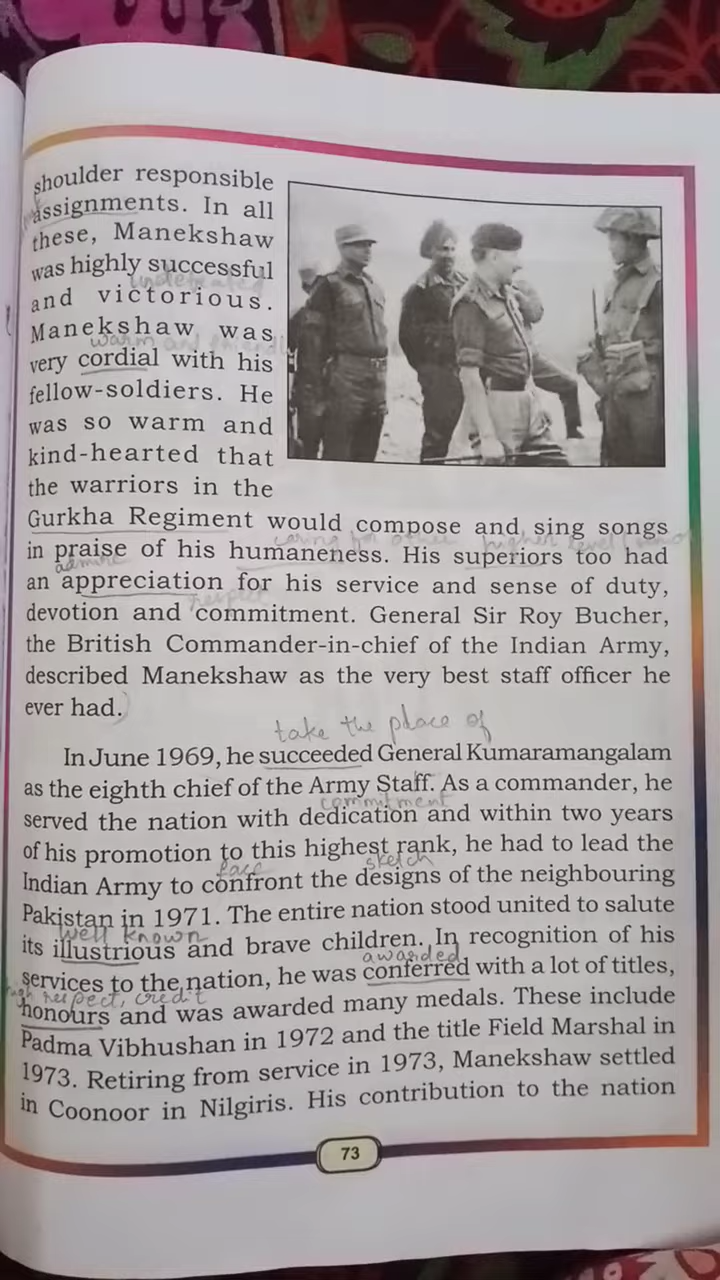 shoulder responsible
assignments. In all
these, Manekshaw
was highly successful
undefeated
and victorious.
Manekshaw was
warm and friendly
very cordial with his
fellow-soldiers. He
was so warm and
kind-hearted that
the warriors in the
Gurkha Regiment would compose and sing songs
caring for other higher level
in praise of his humaneness. His superiors too had
admire
an appreciation for his service and sense of duty,
respect
devotion and commitment. General Sir Roy Bucher,
the British Commander-in-chief of the Indian Army,
described Manekshaw as the very best staff officer he
ever had.
take the place of
In June 1969, he succeeded General Kumaramangalam
as the eighth chief of the Army Staff. As a commander, he
commitment
served the nation with dedication and within two years
of his promotion to this highest rank, he had to lead the
face sketch
Indian Army to confront the designs of the neighbouring
Pakistan in 1971. The entire nation stood united to salute
well known
its illustrious and brave children. In recognition of his
awarded
services to the nation, he was conferred with a lot of titles,
high respect, credit
honours and was awarded many medals. These include
Padma Vibhushan in 1972 and the title Field Marshal in
1973. Retiring from service in 1973, Manekshaw settled
in Coonoor in Nilgiris. His contribution to the nation
73